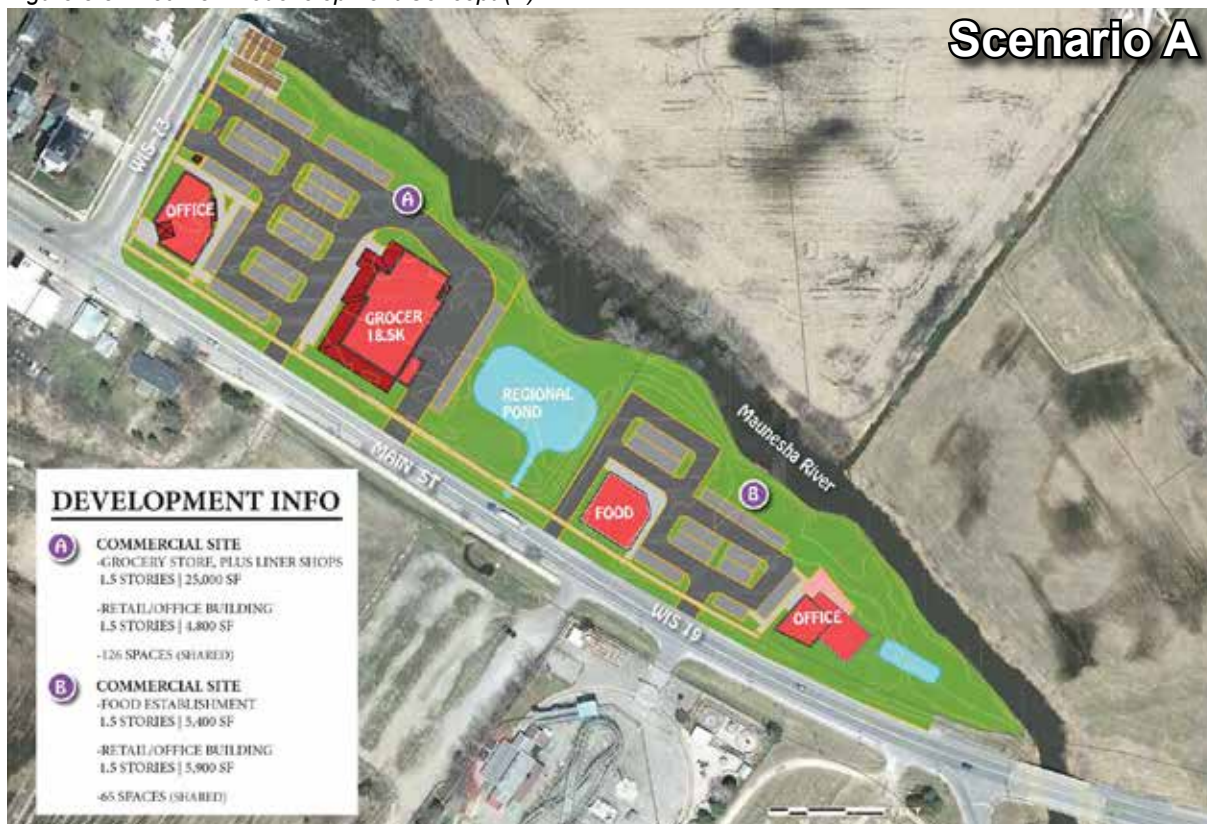 Scenario A
WIS 73
OFFICE
A
GROCER
18.5K
REGIONAL
POND
MAIN ST
Maunesha River
B
FOOD
WIS 19
OFFICE
DEVELOPMENT INFO
A COMMERCIAL SITE
-GROCERY STORE, PLUS LINER SHOPS
1.5 STORIES | 25,000 SF
-RETAIL/OFFICE BUILDING
1.5 STORIES | 4,800 SF
-126 SPACES (SHARED)
B COMMERCIAL SITE
-FOOD ESTABLISHMENT
1.5 STORIES | 5,400 SF
-RETAIL/OFFICE BUILDING
1.5 STORIES | 5,900 SF
-65 SPACES (SHARED)